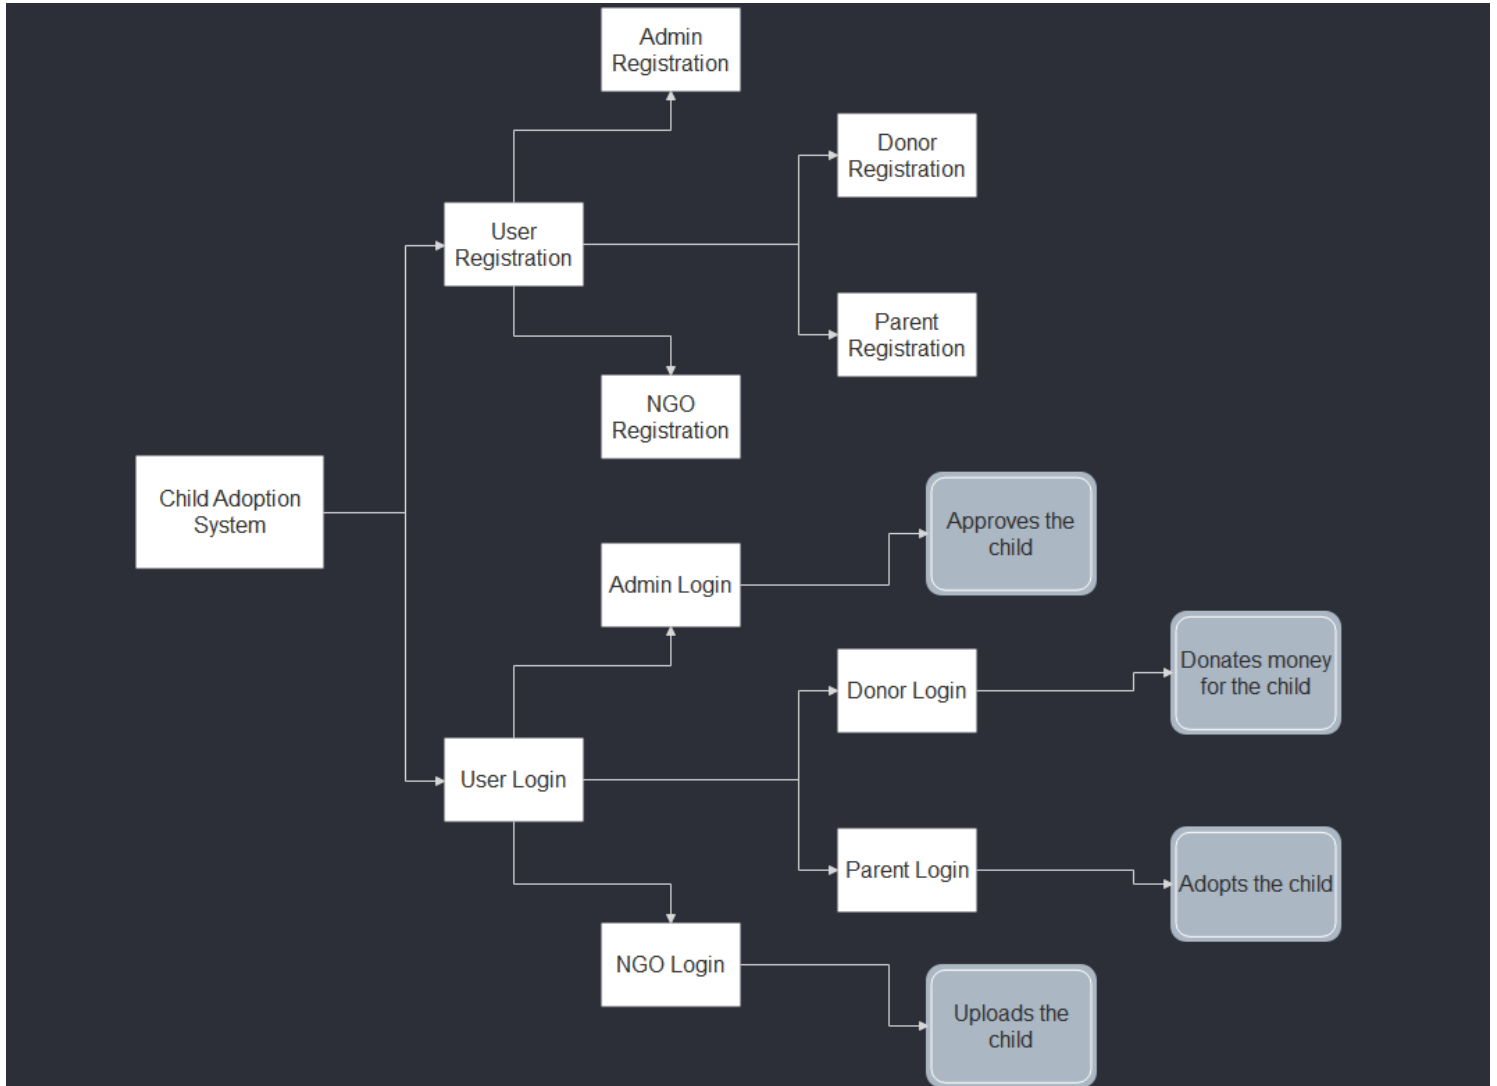 Admin
Registration
Donor
Registration
User
Registration
Parent
Registration
NGO
Registration
Child Adoption
System
Approves the
child
Admin Login
Donates money
for the child
Donor Login
User Login
Parent Login
Adopts the child
NGO Login
Uploads the
child